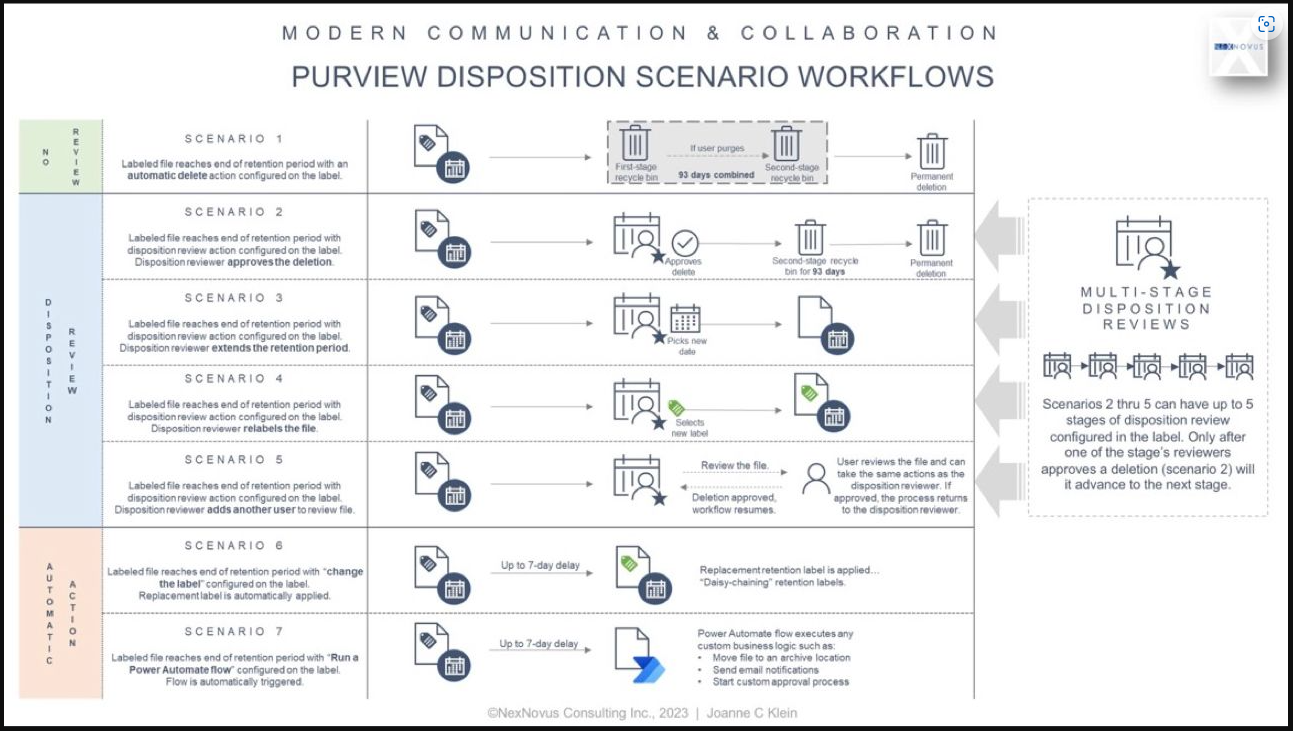 MODERN COMMUNICATION & COLLABORATION
PURVIEW DISPOSITION SCENARIO WORKFLOWS
NEXNOVUS
NO
REVIEW
SCENARIO 1
Labeled file reaches end of retention period with an
automatic delete action configured on the label.
First-stage
recycle bin
If user purges
93 days combined
Second-stage
recycle bin
Permanent
deletion
DISPOSITION
REVIEW
SCENARIO 2
Labeled file reaches end of retention period with
disposition review action configured on the label.
Disposition reviewer approves the deletion.
Approves
delete
Second-stage recycle
bin for 93 days
Permanent
deletion
SCENARIO 3
Labeled file reaches end of retention period with
disposition review action configured on the label.
Disposition reviewer extends the retention period.
Picks new
date
SCENARIO 4
Labeled file reaches end of retention period with
disposition review action configured on the label.
Disposition reviewer relabels the file.
Selects
new label
SCENARIO 5
Labeled file reaches end of retention period with
disposition review action configured on the label.
Disposition reviewer adds another user to review file.
Review the file.
Deletion approved,
workflow resumes.
User reviews the file and can
take the same actions as the
disposition reviewer. If
approved, the process returns
to the disposition reviewer.
MULTI-STAGE
DISPOSITION
REVIEWS
Scenarios 2 thru 5 can have up to 5
stages of disposition review
configured in the label. Only after
one of the stage's reviewers
approves a deletion (scenario 2) will
it advance to the next stage.
AUTOMATIC
ACTION
SCENARIO 6
Labeled file reaches end of retention period with "change
the label" configured on the label.
Replacement label is automatically applied.
Up to 7-day delay
Replacement retention label is applied…
"Daisy-chaining" retention labels.
SCENARIO 7
Labeled file reaches end of retention period with "Run a
Power Automate flow" configured on the label.
Flow is automatically triggered.
Up to 7-day delay
Power Automate flow executes any
custom business logic such as:
• Move file to an archive location
• Send email notifications
• Start custom approval process
©NexNovus Consulting Inc., 2023 | Joanne C Klein